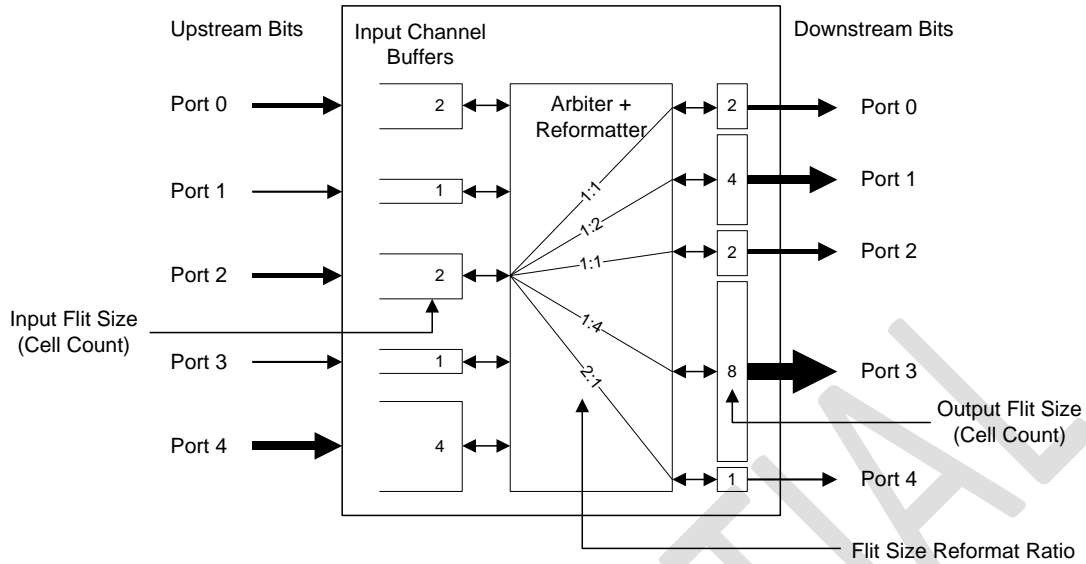 Upstream Bits
Input Channel
Buffers
Downstream Bits
Port 0
2
Arbiter +
Reformatter
2
Port 0
Port 1
1
1:1
4
Port 1
1:2
Port 2
2
1:1
2
Port 2
Input Flit Size
(Cell Count)
1:4
Port 3
1
2:1
8
Port 3
Output Flit Size
(Cell Count)
Port 4
4
1
Port 4
Flit Size Reformat Ratio
TIAL